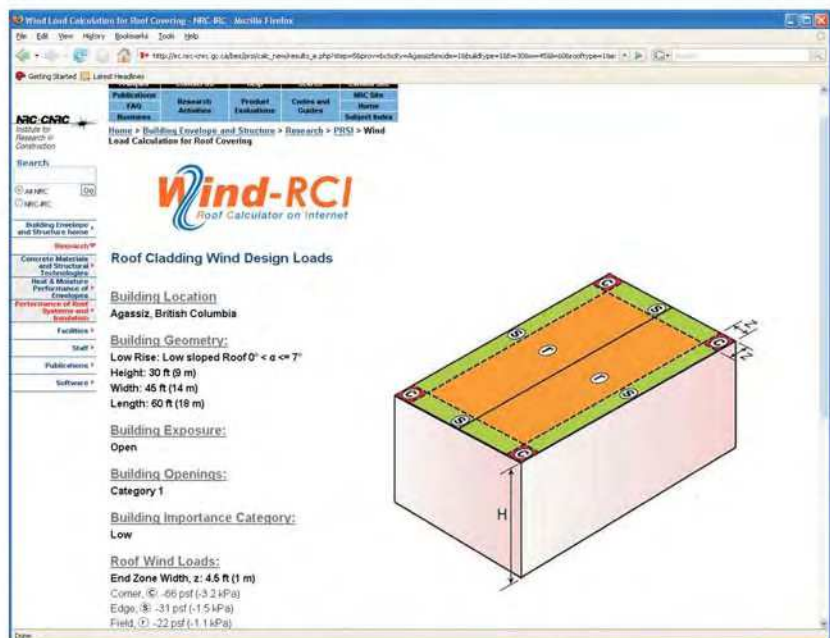 Wind Load Calculation for Roof Covering - NRC-IRC - Mozilla Firefox
File Edit View History Bookmarks Tools Help
Getting Started Latest Headlines
Publications
FAQ
Business
Research
Activities
Product
Evaluations
Codes and
Guides
NRC Site
Home
Subject Index
NRC-CNRC
Institute for
Research in
Construction
Home > Building Envelope and Structure > Research > PRSI > Wind
Load Calculation for Roof Covering
Search
All NRC Go
NRC-IRC
Building Envelope
and Structure home
Research
Concrete Materials
and Structural
Technologies
Heat & Moisture
Performance of
Envelopes
Performance of Roof
Systems and
Insulation
Facilities
Staff
Publications
Software
Wind-RCI
Roof Calculator on Internet
Roof Cladding Wind Design Loads
Building Location
Agassiz, British Columbia
Building Geometry:
Low Rise: Low sloped Roof 0° < α <= 7°
Height: 30 ft (9 m)
Width: 45 ft (14 m)
Length: 60 ft (18 m)
Building Exposure:
Open
Building Openings:
Category 1
Building Importance Category:
Low
Roof Wind Loads:
End Zone Width, z: 4.5 ft (1 m)
Corner, C -66 psf (-3.2 kPa)
Edge, S -31 psf (-1.5 kPa)
Field, r -22 psf (-1.1 kPa)
C
S
S
r
C
Z
Z
C
r
S
S
C
H
Done